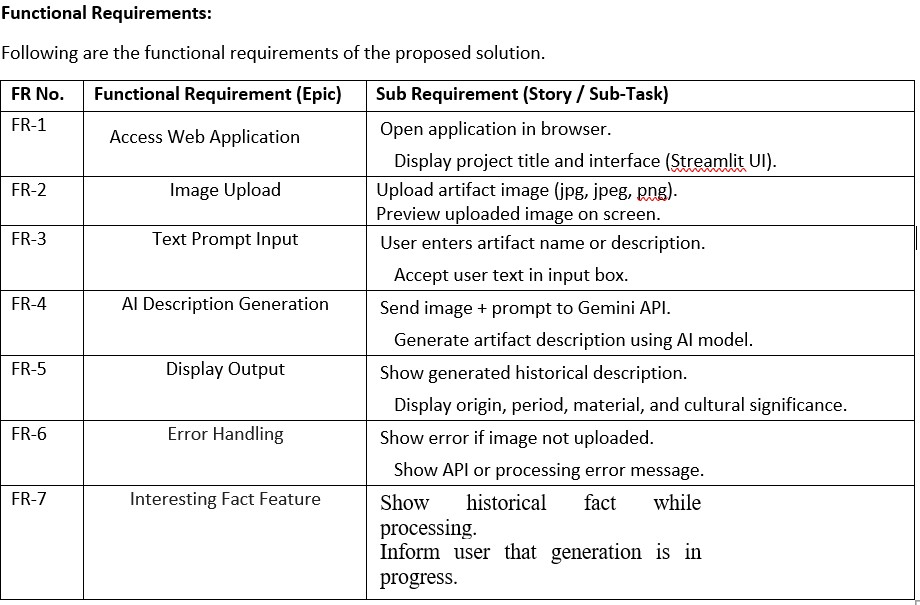 Functional Requirements:
Following are the functional requirements of the proposed solution.
FR No. Functional Requirement (Epic) Sub Requirement (Story / Sub-Task)
FR-1 Access Web Application Open application in browser.
Display project title and interface (Streamlit UI).
FR-2 Image Upload Upload artifact image (jpg, jpeg, png).
Preview uploaded image on screen.
FR-3 Text Prompt Input User enters artifact name or description.
Accept user text in input box.
FR-4 AI Description Generation Send image + prompt to Gemini API.
Generate artifact description using AI model.
FR-5 Display Output Show generated historical description.
Display origin, period, material, and cultural significance.
FR-6 Error Handling Show error if image not uploaded.
Show API or processing error message.
FR-7 Interesting Fact Feature Show historical fact while
processing.
Inform user that generation is in
progress.